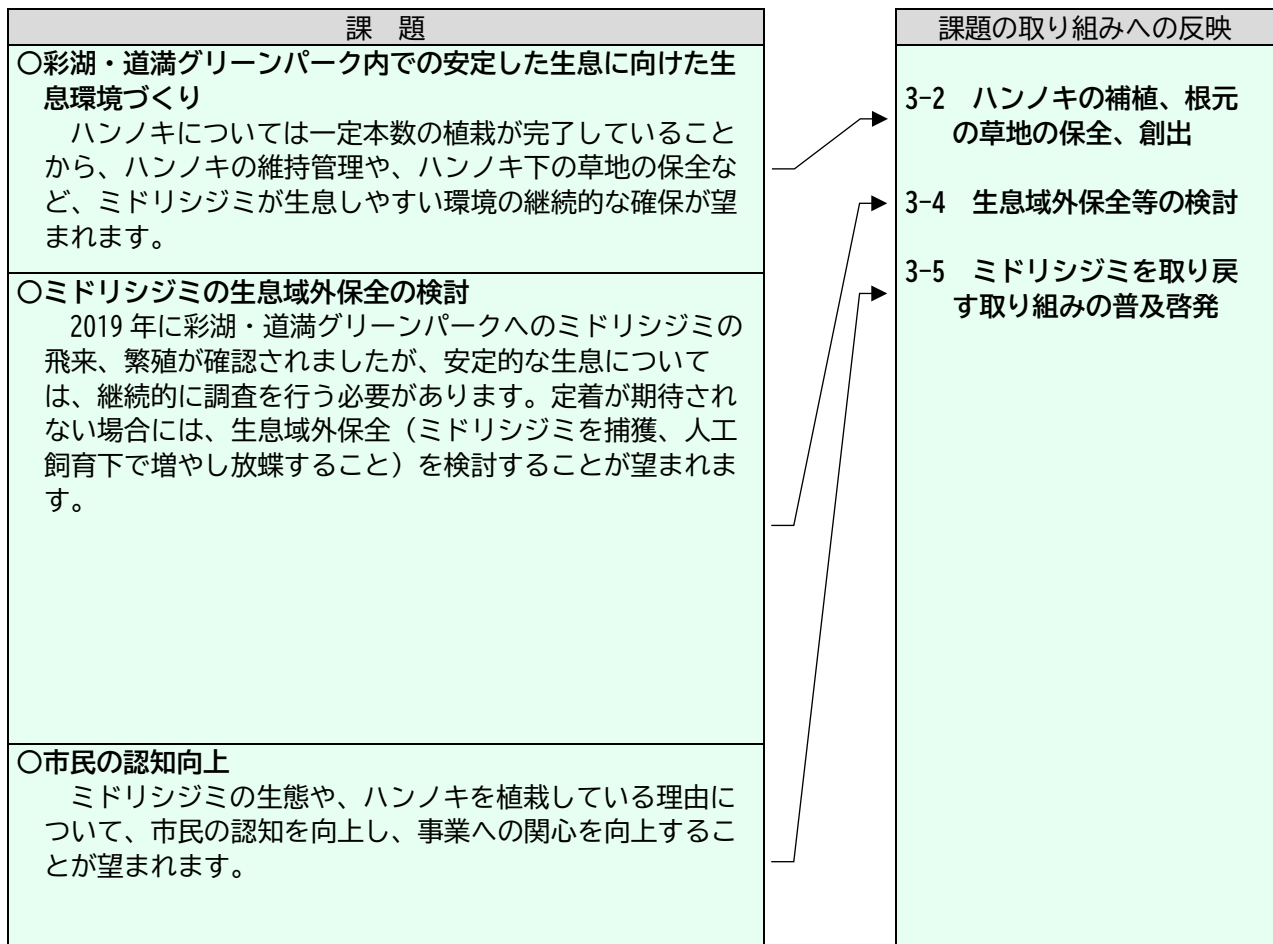 課　題
〇彩湖・道満グリーンパーク内での安定した生息に向けた生
息環境づくり
ハンノキについては一定本数の植栽が完了していること
から、ハンノキの維持管理や、ハンノキ下の草地の保全な
ど、ミドリシジミが生息しやすい環境の継続的な確保が望
まれます。
〇ミドリシジミの生息域外保全の検討
2019 年に彩湖・道満グリーンパークへのミドリシジミの
飛来、繁殖が確認されましたが、安定的な生息について
は、継続的に調査を行う必要があります。定着が期待され
ない場合には、生息域外保全（ミドリシジミを捕獲、人工
飼育下で増やし放蝶すること）を検討することが望まれま
す。
〇市民の認知向上
ミドリシジミの生態や、ハンノキを植栽している理由に
ついて、市民の認知を向上し、事業への関心を向上するこ
とが望まれます。
課題の取り組みへの反映
3-2　ハンノキの補植、根元
の草地の保全、創出
3-4　生息域外保全等の検討
3-5　ミドリシジミを取り戻
す取り組みの普及啓発